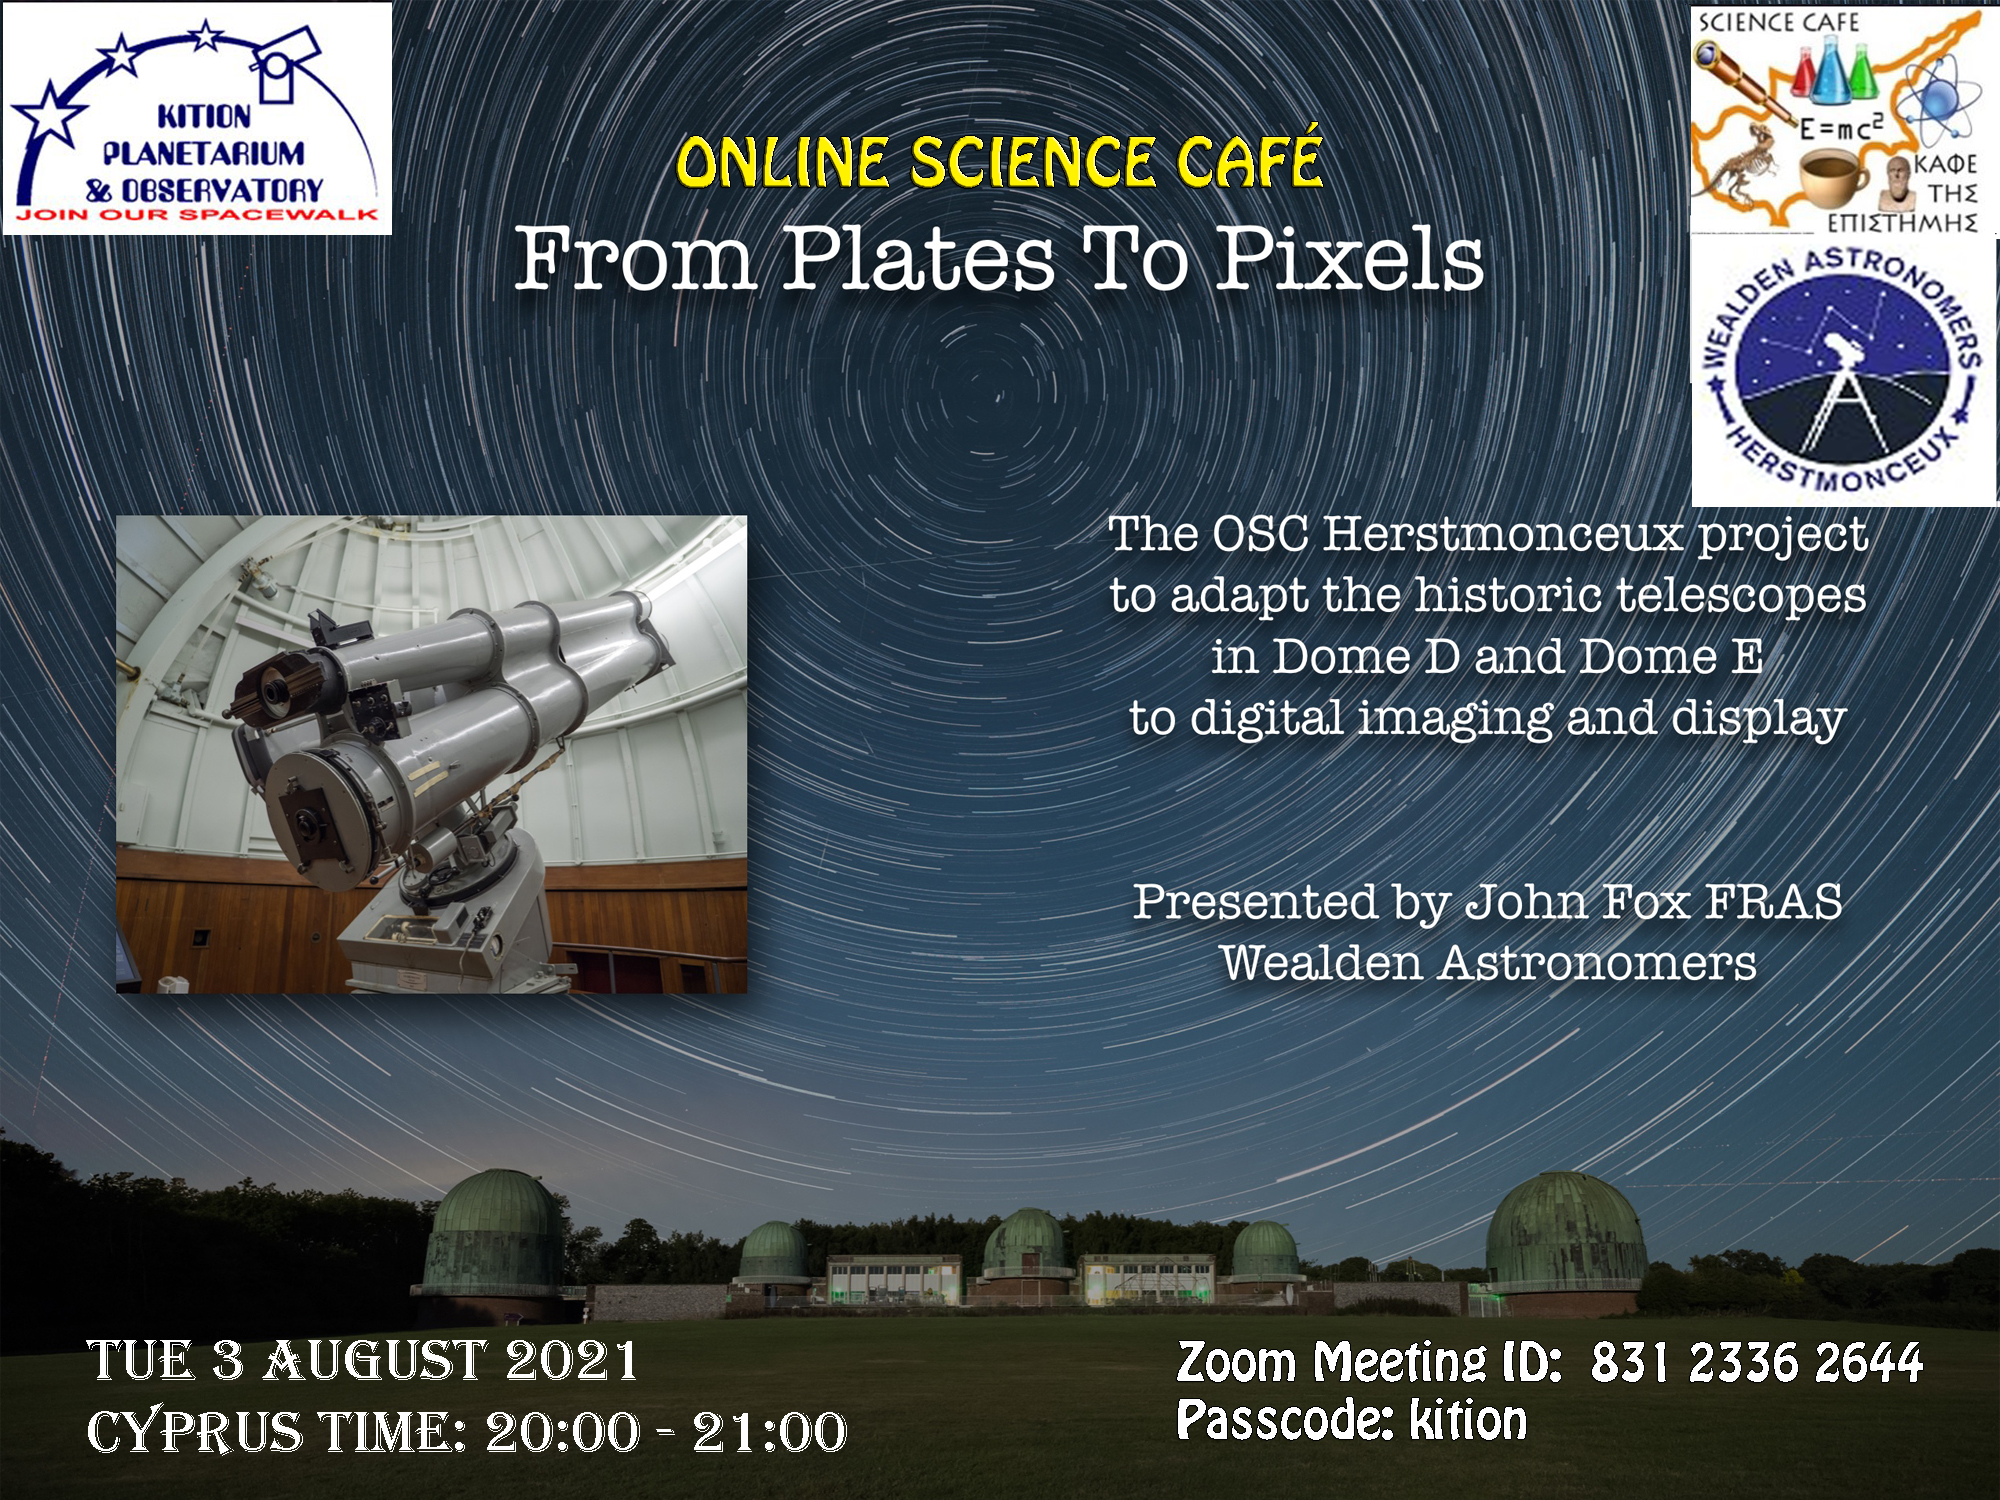 KITION
PLANETARIUM
& OBSERVATORY
JOIN OUR SPACEWALK
SCIENCE CAFE
E=mc²
ΚΑΦΕ
ΤΗΣ
ΕΠΙΣΤΗΜΗΣ
WEALDEN ASTRONOMERS
HERSTMONCEUX
ONLINE SCIENCE CAFÉ
From Plates To Pixels
The OSC Herstmonceux project
to adapt the historic telescopes
in Dome D and Dome E
to digital imaging and display
Presented by John Fox FRAS
Wealden Astronomers
TUE 3 AUGUST 2021
CYPRUS TIME: 20:00 - 21:00
Zoom Meeting ID: 831 2336 2644
Passcode: kition